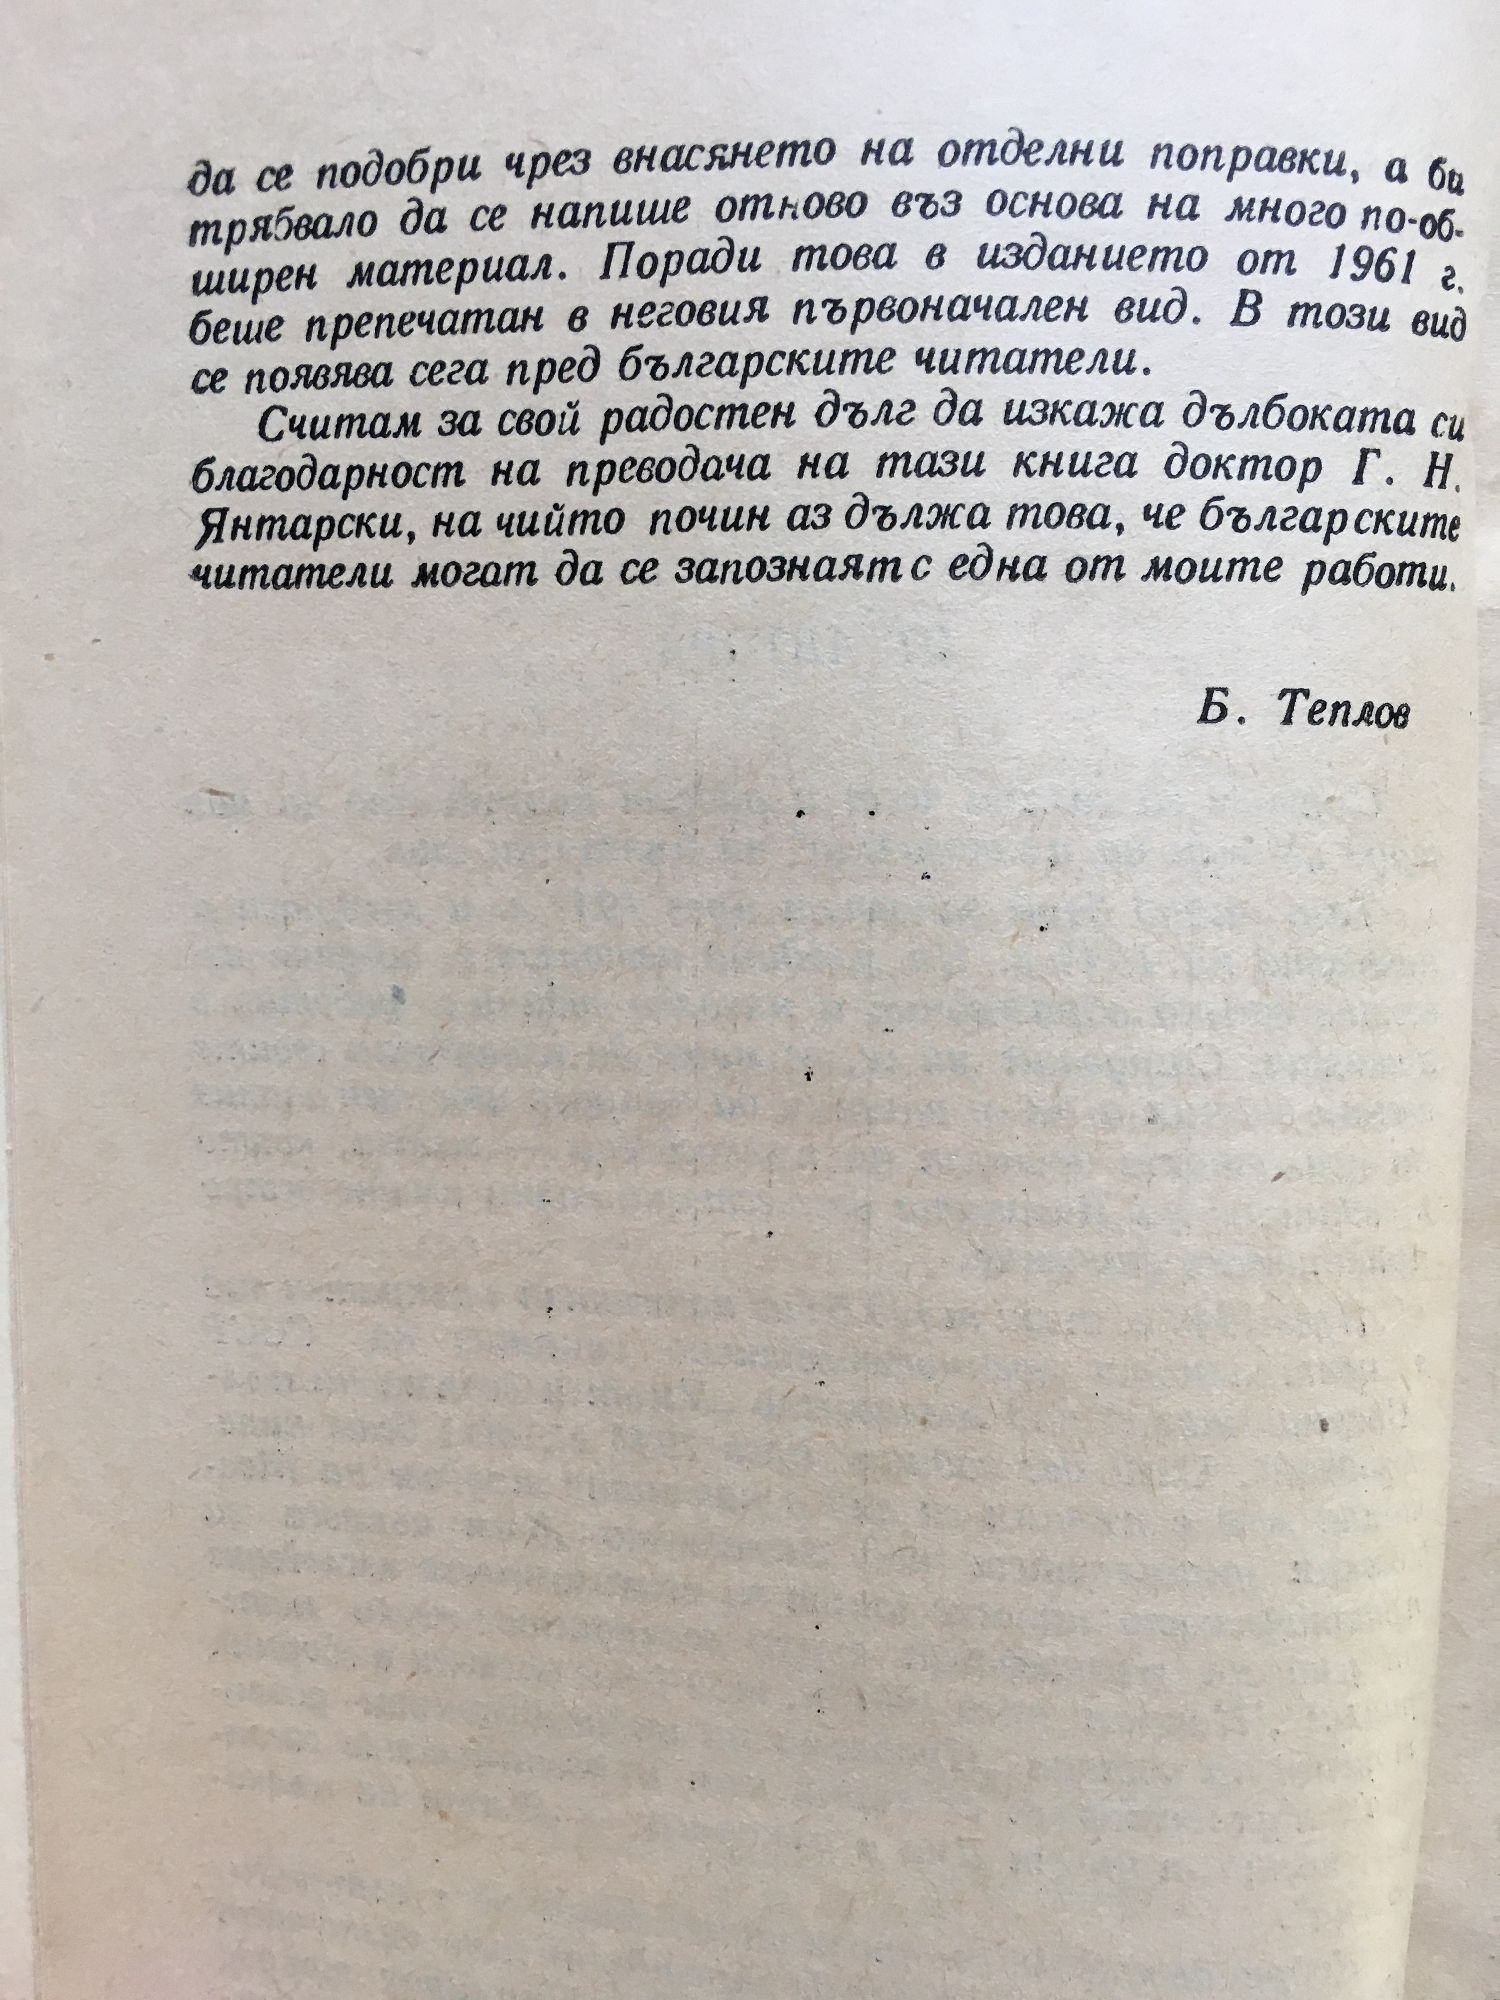 да се подобри чрез внасянето на отделни поправки, а би
трябвало да се напише отново въз основа на много по-об-
ширен материал. Поради това в изданието от 1961 г.
беше препечатан в неговия първоначален вид. В този вид
се появява сега пред българските читатели.
Считам за свой радостен дълг да изкажа дълбоката си
благодарност на преводача на тази книга доктор Г. Н.
Янтарски, на чийто почин аз дължа това, че българските
читатели могат да се запознаят с една от моите работи.
Б. Теплов